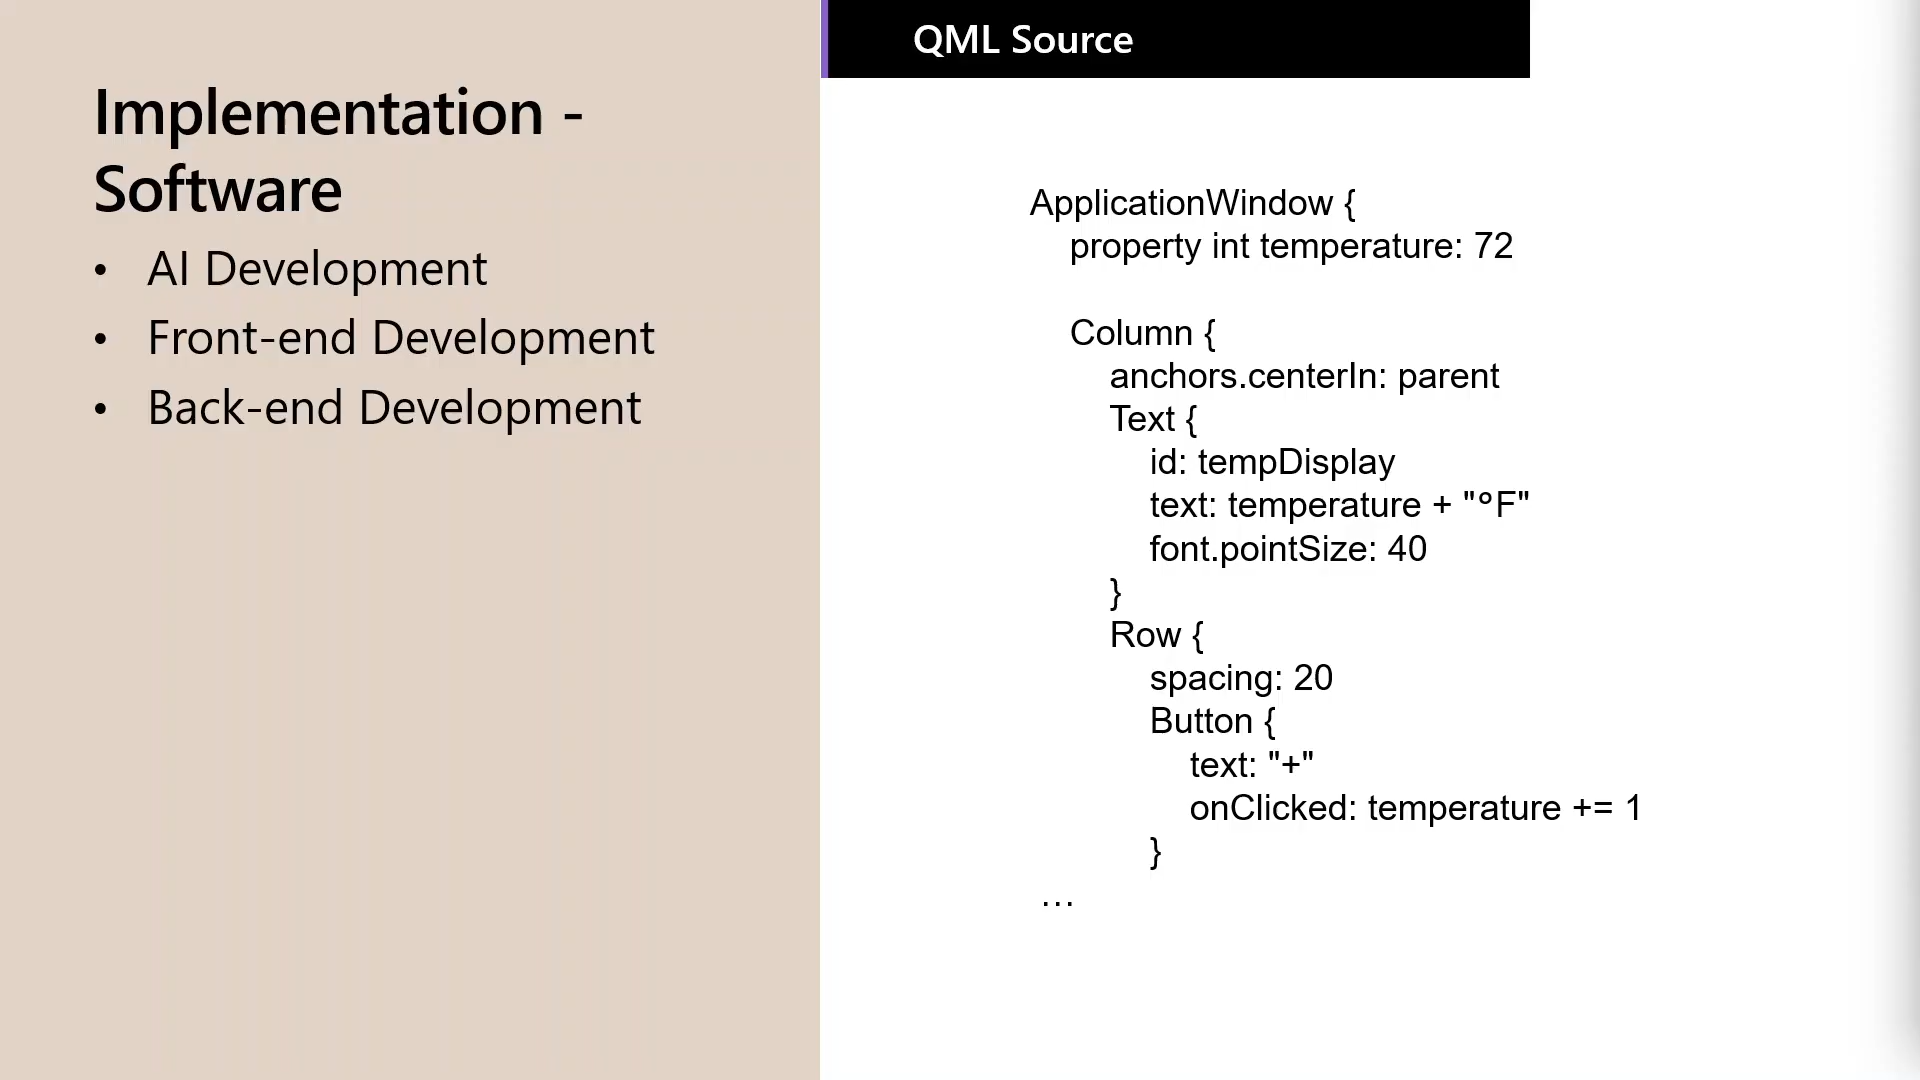 Implementation -
Software
• AI Development
• Front-end Development
• Back-end Development
QML Source
ApplicationWindow {
property int temperature: 72
Column {
anchors.centerIn: parent
Text {
id: tempDisplay
text: temperature + "°F"
font.pointSize: 40
}
Row {
spacing: 20
Button {
text: "+"
onClicked: temperature += 1
}
…